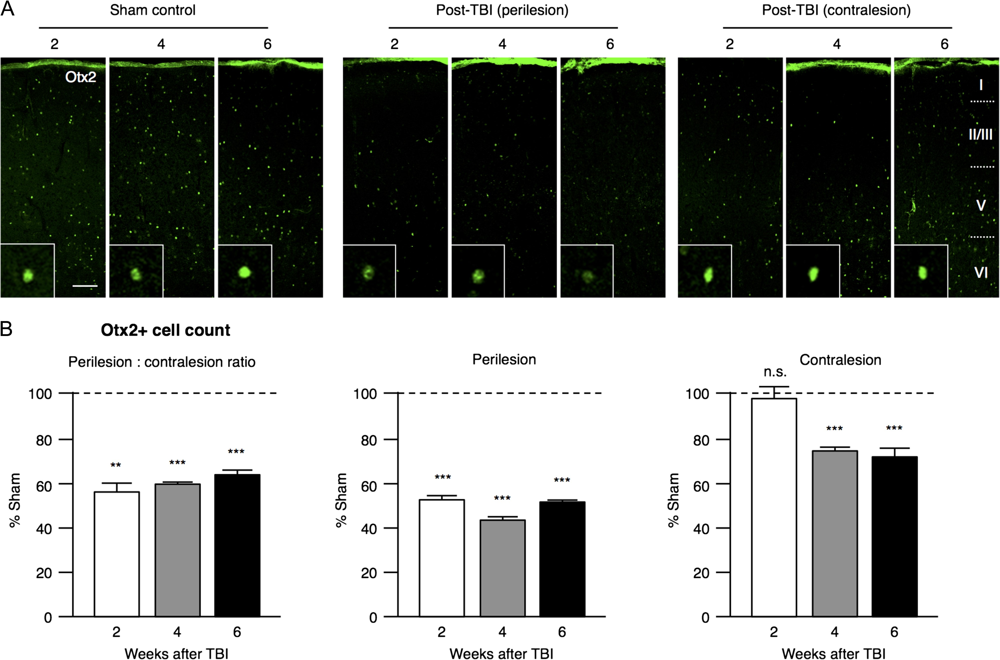 A
Sham control Post-TBI (perilesion) Post-TBI (contralesion)
2 4 6 2 4 6 2 4 6
Otx2
I
II/III
V
VI
B
Otx2+ cell count
Perilesion : contralesion ratio
100
80
60
40
20
0
% Sham
**
***
***
2 4 6
Weeks after TBI
Perilesion
100
80
60
40
20
0
% Sham
***
***
***
2 4 6
Weeks after TBI
Contralesion
n.s.
100
80
60
40
20
0
% Sham
***
***
2 4 6
Weeks after TBI